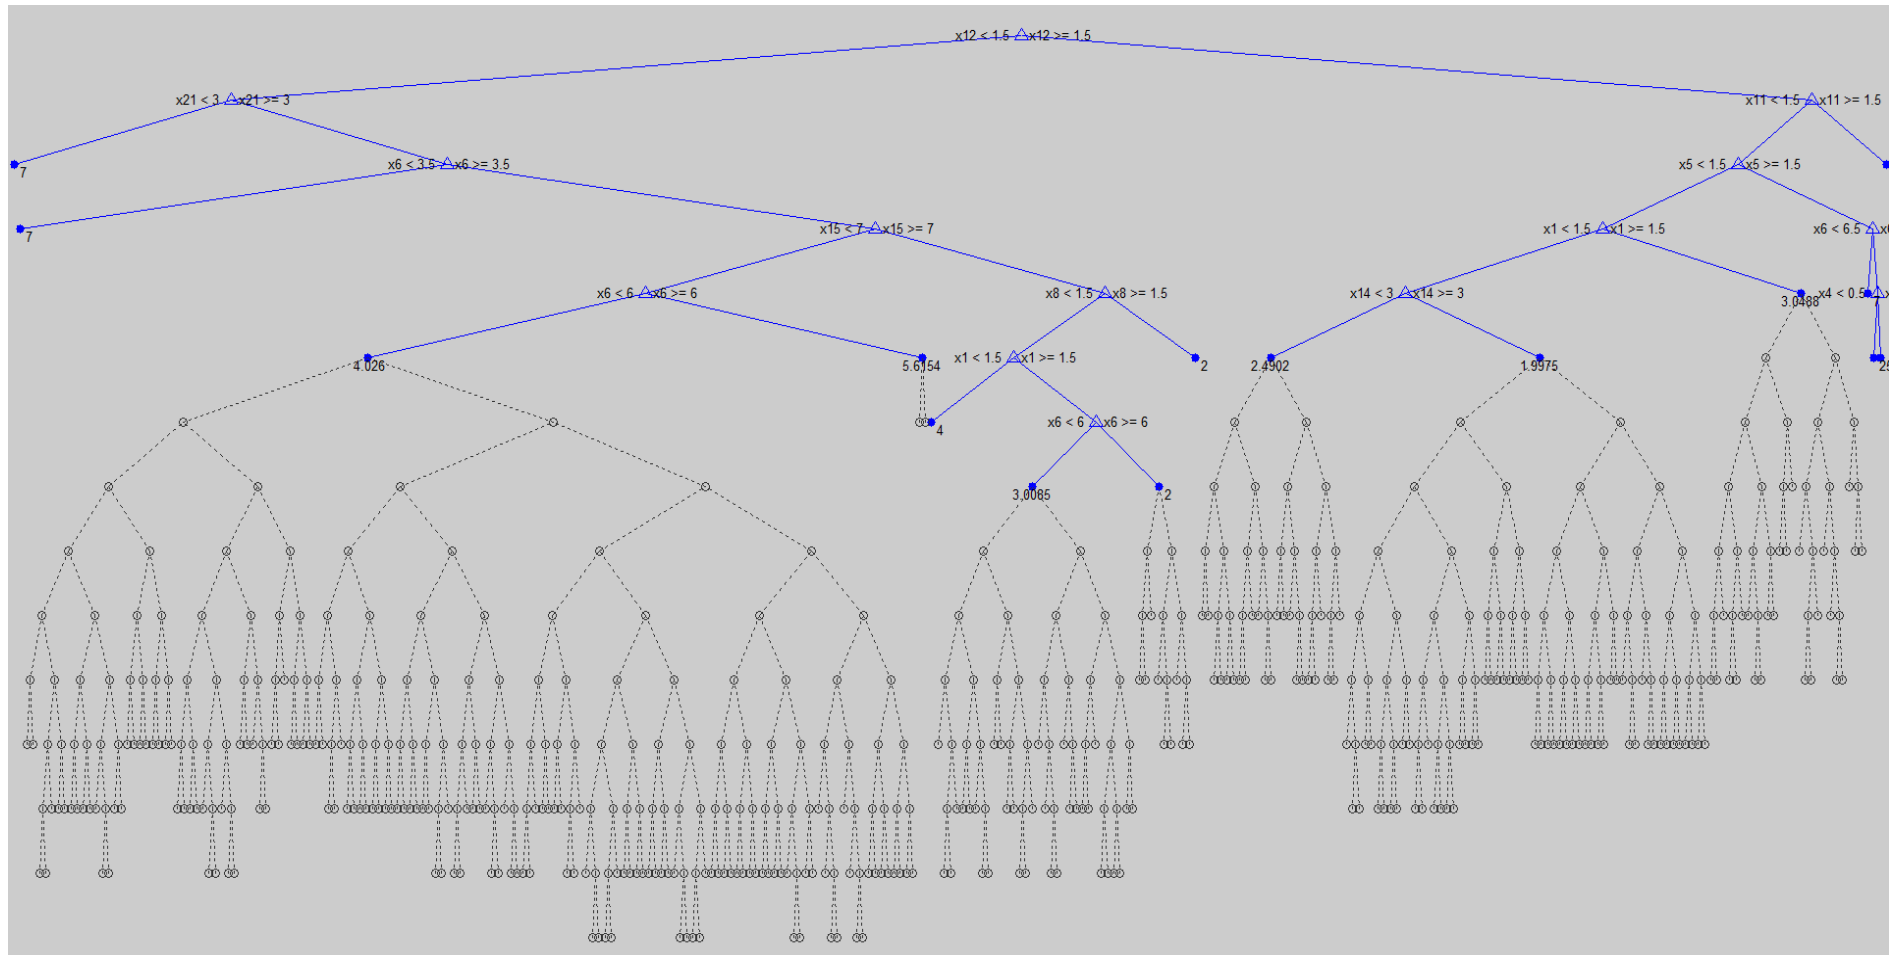 x12 < 1.5 x12 >= 1.5
x21 < 3 x21 >= 3
x11 < 1.5 x11 >= 1.5
7
x6 < 3.5 x6 >= 3.5
x5 < 1.5 x5 >= 1.5
7
x15 < 7 x15 >= 7
x1 < 1.5 x1 >= 1.5
x6 < 6.5
x6 < 6 x6 >= 6
x8 < 1.5 x8 >= 1.5
x14 < 3 x14 >= 3
3.0488
x4 < 0.5
4.026
5.6154
x1 < 1.5 x1 >= 1.5
2
2.4902
1.9975
4
x6 < 6 x6 >= 6
3.0085
2